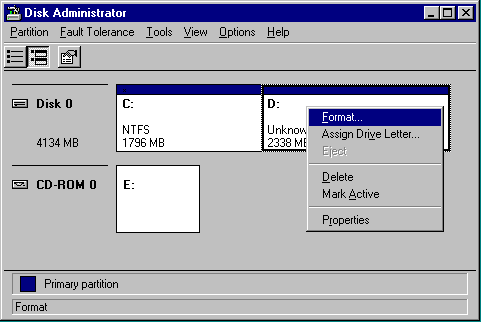 Disk Administrator
Partition Fault Tolerance Tools View Options Help
Disk 0
4134 MB
C:
NTFS
1796 MB
D:
Unknow
2338 MB
Format...
Assign Drive Letter...
Eject
Delete
Mark Active
Properties
CD-ROM 0
E:
Primary partition
Format